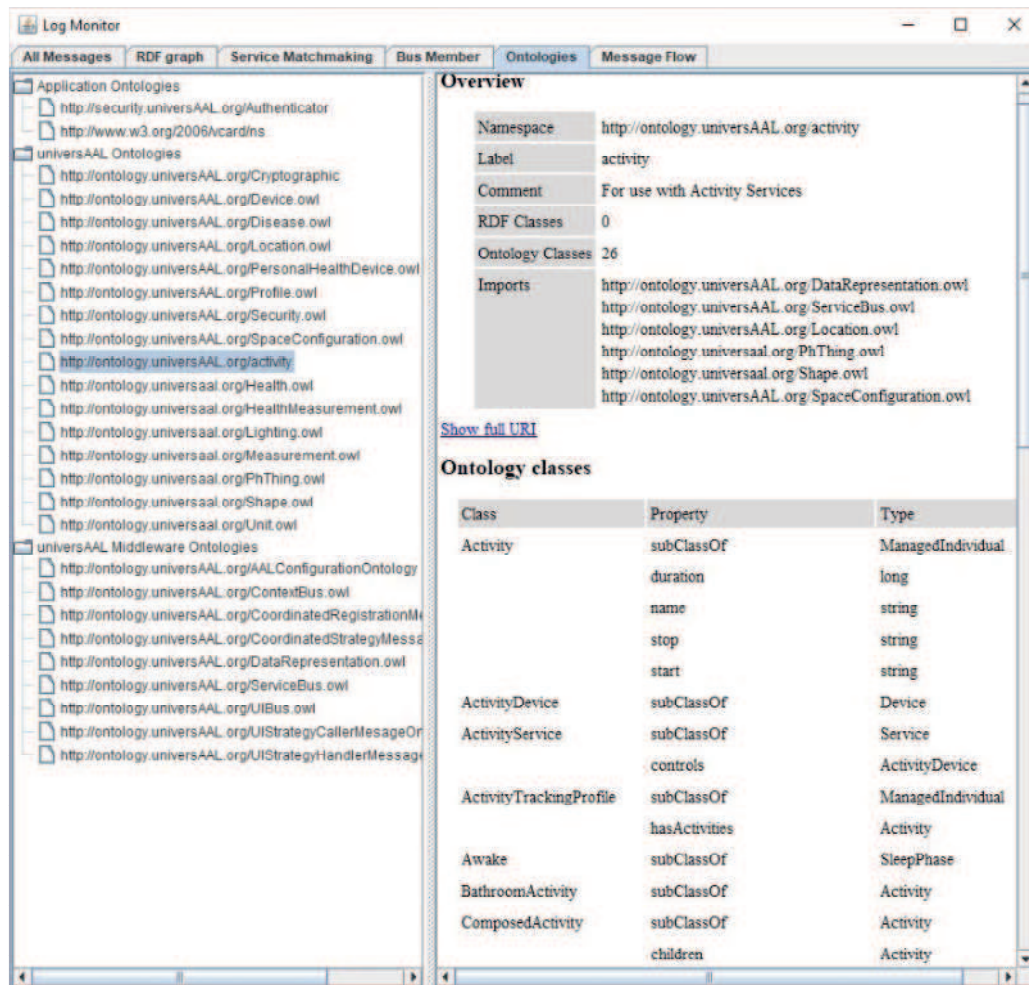 Log Monitor
All Messages RDF graph Service Matchmaking Bus Member Ontologies Message Flow
Application Ontologies
http://security.universAAL.org/Authenticator
http://www.w3.org/2006/vcard/ns
universAAL Ontologies
http://ontology.universAAL.org/Cryptographic
http://ontology.universAAL.org/Device.owl
http://ontology.universAAL.org/Disease.owl
http://ontology.universAAL.org/Location.owl
http://ontology.universAAL.org/PersonalHealthDevice.owl
http://ontology.universAAL.org/Profile.owl
http://ontology.universAAL.org/Security.owl
http://ontology.universAAL.org/SpaceConfiguration.owl
http://ontology.universAAL.org/activity
http://ontology.universaal.org/Health.owl
http://ontology.universaal.org/HealthMeasurement.owl
http://ontology.universaal.org/Lighting.owl
http://ontology.universaal.org/Measurement.owl
http://ontology.universaal.org/PhThing.owl
http://ontology.universaal.org/Shape.owl
http://ontology.universaal.org/Unit.owl
universAAL Middleware Ontologies
http://ontology.universAAL.org/AALConfigurationOntology
http://ontology.universAAL.org/ContextBus.owl
http://ontology.universAAL.org/CoordinatedRegistrationMe
http://ontology.universAAL.org/CoordinatedStrategyMessa
http://ontology.universAAL.org/DataRepresentation.owl
http://ontology.universAAL.org/ServiceBus.owl
http://ontology.universAAL.org/UIBus.owl
http://ontology.universAAL.org/UIStrategyCallerMesageOr
http://ontology.universAAL.org/UIStrategyHandlerMessage
Overview
Namespace http://ontology.universAAL.org/activity
Label activity
Comment For use with Activity Services
RDF Classes 0
Ontology Classes 26
Imports http://ontology.universAAL.org/DataRepresentation.owl
http://ontology.universAAL.org/ServiceBus.owl
http://ontology.universAAL.org/Location.owl
http://ontology.universaal.org/PhThing.owl
http://ontology.universaal.org/Shape.owl
http://ontology.universAAL.org/SpaceConfiguration.owl
Show full URI
Ontology classes
Class Property Type
Activity subClassOf ManagedIndividual
duration long
name string
stop string
start string
ActivityDevice subClassOf Device
ActivityService subClassOf Service
controls ActivityDevice
ActivityTrackingProfile subClassOf ManagedIndividual
hasActivities Activity
Awake subClassOf SleepPhase
BathroomActivity subClassOf Activity
ComposedActivity subClassOf Activity
children Activity